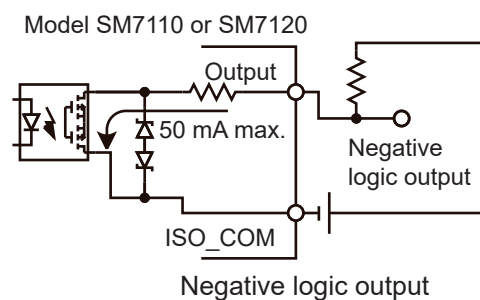 Model SM7110 or SM7120
Output
50 mA max.
Negative
logic output
ISO_COM
Negative logic output